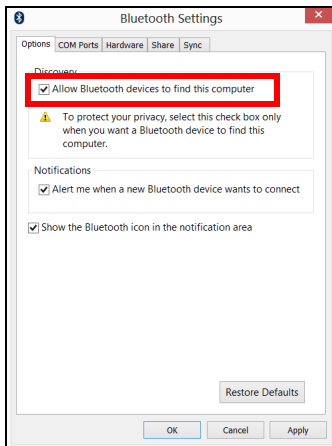 Bluetooth Settings
Options COM Ports Hardware Share Sync
Discovery
Allow Bluetooth devices to find this computer
To protect your privacy, select this check box only
when you want a Bluetooth device to find this
computer.
Notifications
Alert me when a new Bluetooth device wants to connect
Show the Bluetooth icon in the notification area
Restore Defaults
OK Cancel Apply